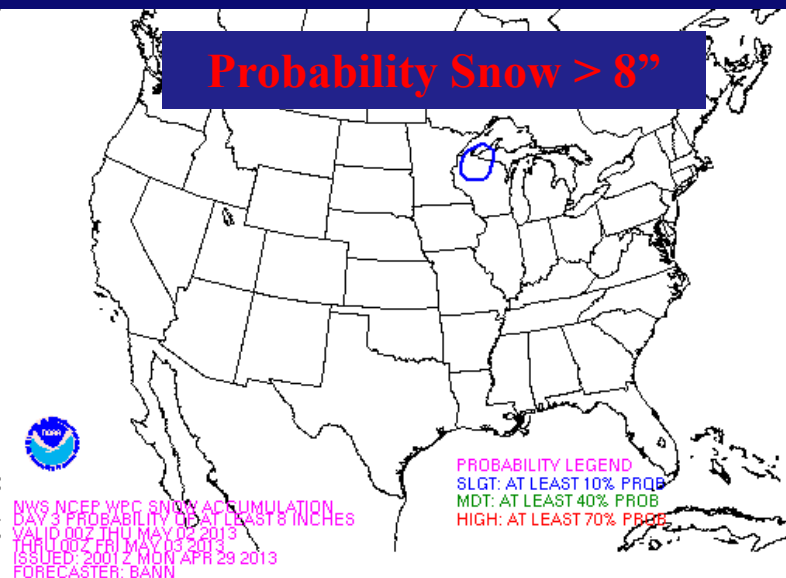 Probability Snow > 8”
NOAA
PROBABILITY LEGEND
SLGT: AT LEAST 10% PROB
MDT: AT LEAST 40% PROB
HIGH: AT LEAST 70% PROB
NWS NCEP WPC SNOW ACCUMULATION
DAY 3 PROBABILITY OF AT LEAST 8 INCHES
VALID 00Z THU MAY 02 2013
THRU 00Z FRI MAY 03 2013
ISSUED: 2001Z MON APR 29 2013
FORECASTER: BANN